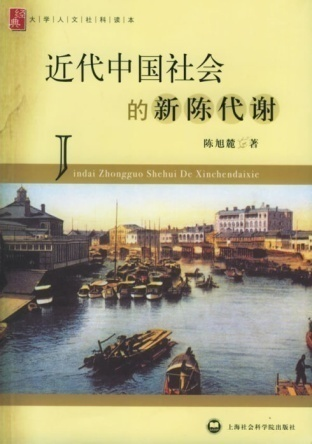 经典
大学人文社科读本
近代中国社会
的新陈代谢
陈旭麓 著
Jindai Zhongguo Shehui De Xinchendaixie
上海社会科学院出版社